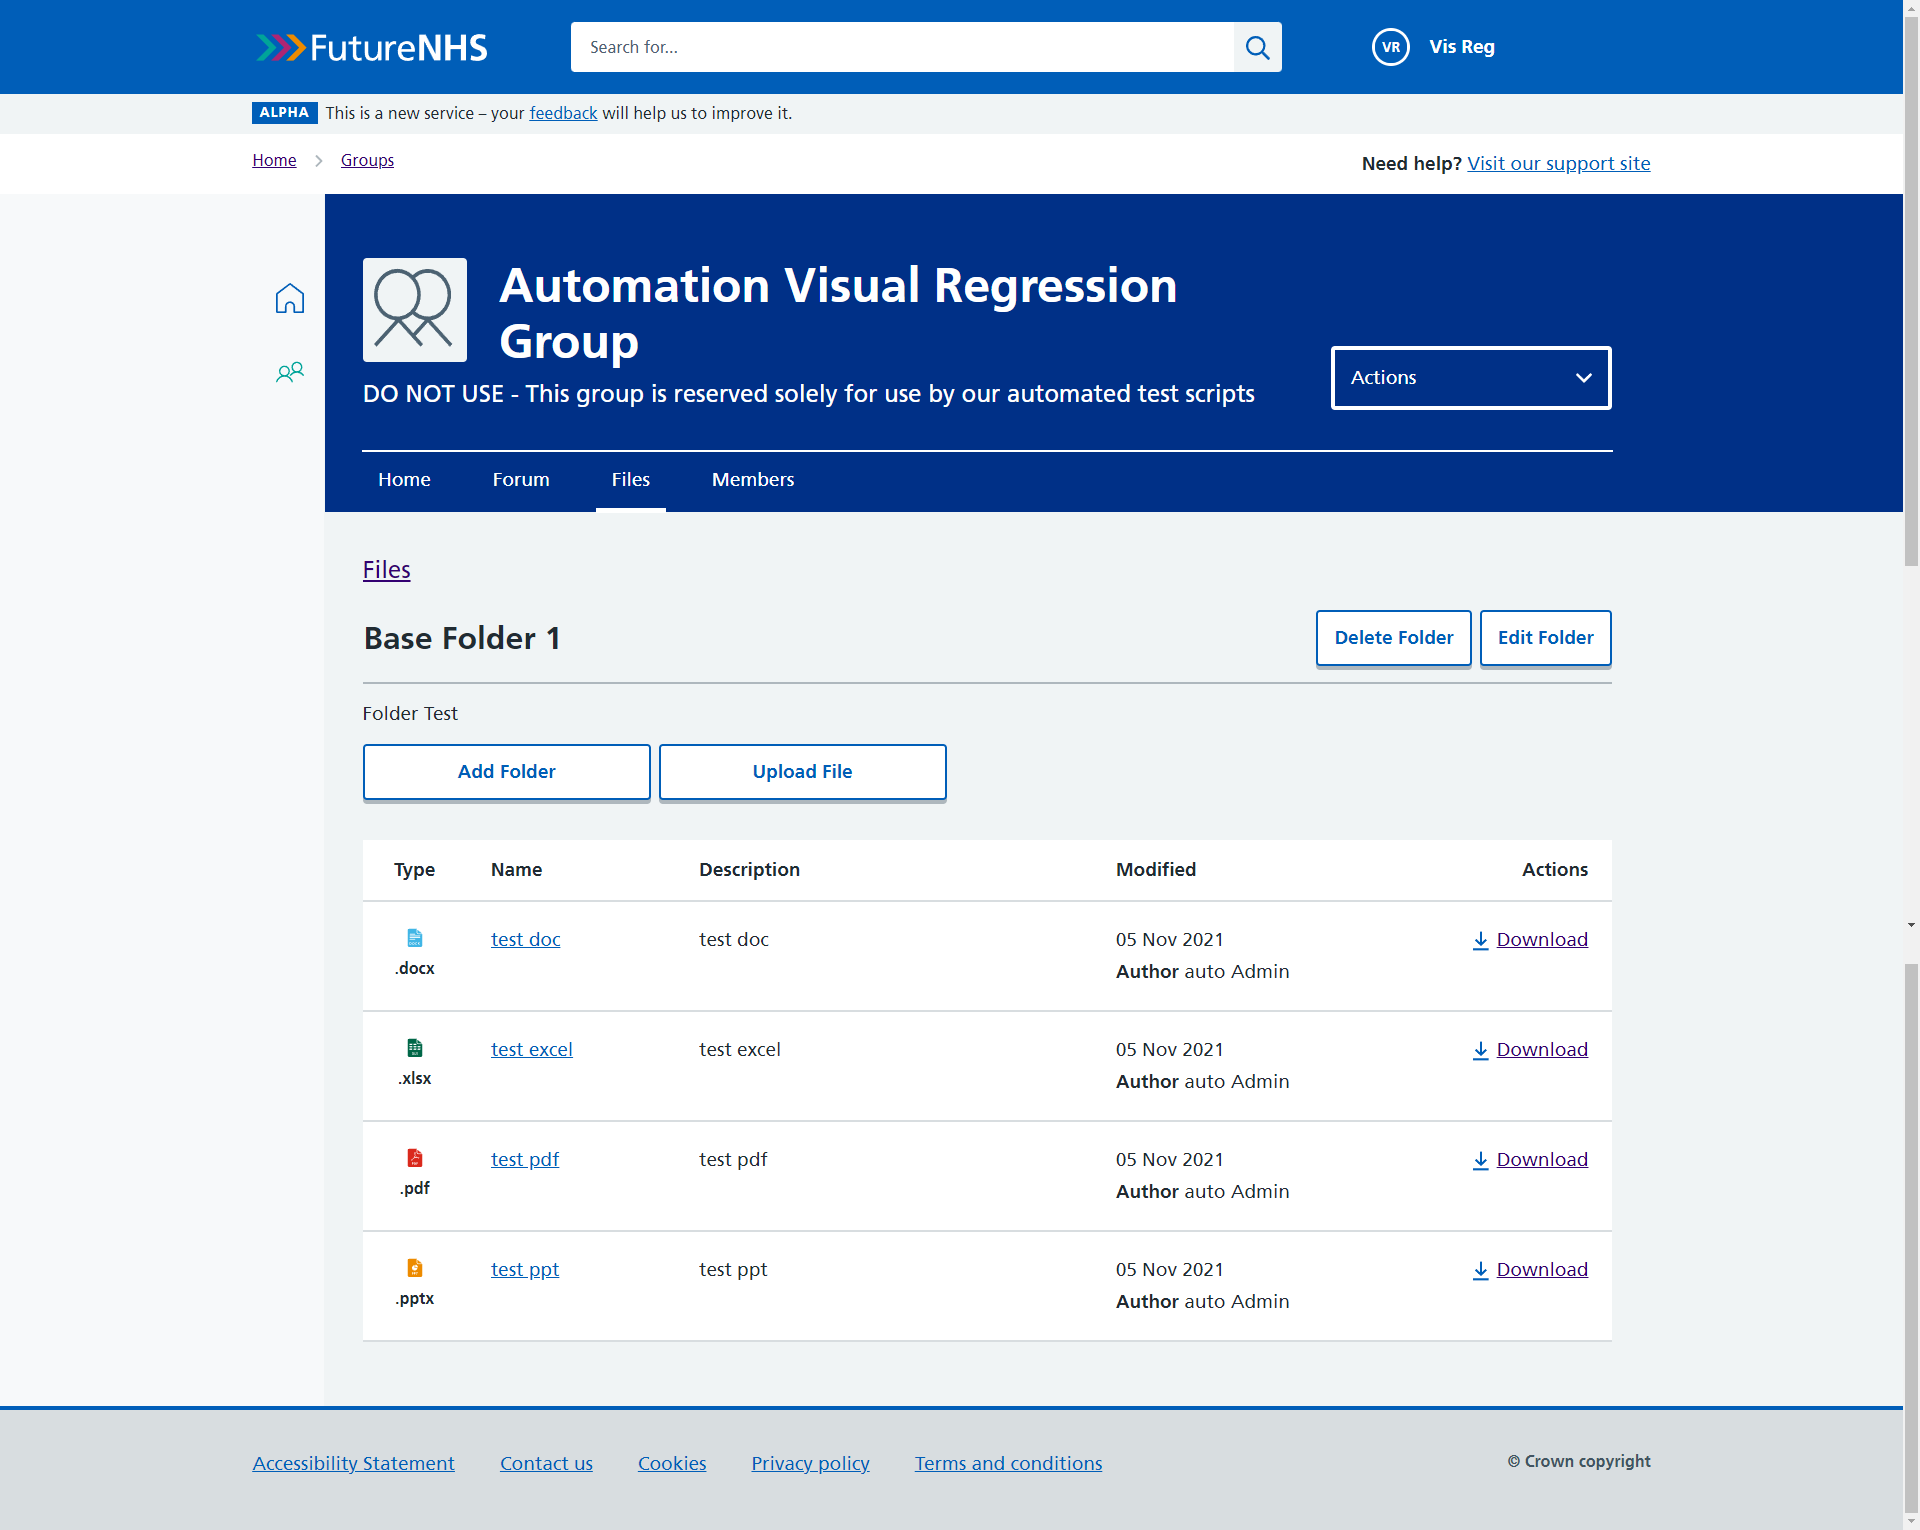 FutureNHS
Search for...
VR
Vis Reg
ALPHA
This is a new service – your feedback will help us to improve it.
Home
Groups
Need help? Visit our support site
Automation Visual Regression
Group
DO NOT USE - This group is reserved solely for use by our automated test scripts
Actions
Home
Forum
Files
Members
Files
Base Folder 1
Delete Folder
Edit Folder
Folder Test
Add Folder
Upload File
Type Name Description Modified Actions
test doc test doc 05 Nov 2021 Download
.docx Author auto Admin
test excel test excel 05 Nov 2021 Download
.xlsx Author auto Admin
test pdf test pdf 05 Nov 2021 Download
.pdf Author auto Admin
test ppt test ppt 05 Nov 2021 Download
.pptx Author auto Admin
Accessibility Statement
Contact us
Cookies
Privacy policy
Terms and conditions
© Crown copyright